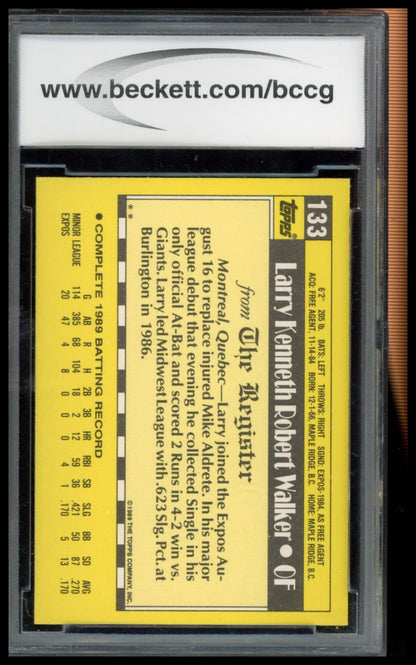 www.beckett.com/bccg
133
Topps®
Larry Kenneth Robert Walker • OF
6'2" 205 lb. BATS: LEFT THROWS: RIGHT SGND: EXPOS-1984, AS FREE AGENT
ACQ: FREE AGENT, 11-14-84 BORN: 12-1-66, MAPLE RIDGE, B.C. HOME: MAPLE RIDGE, B.C.
from The Register
Montreal, Quebec—Larry joined the Expos Au-
gust 16 to replace injured Mike Aldrete. In his major
league debut that evening he collected Single in his
only official At-Bat and scored 2 Runs in 4-2 win vs.
Giants. Larry led Midwest League with .623 Slg. Pct. at
Burlington in 1986.
**
©1989 THE TOPPS COMPANY, INC.
• COMPLETE 1989 BATTING RECORD
G AB R H 2B 3B HR RBI SB SLG BB SO AVG
MINOR LEAGUE 114 385 68 104 18 2 12 59 36 .421 50 87 .270
EXPOS 20 47 4 8 0 0 0 4 1 .170 5 13 .170